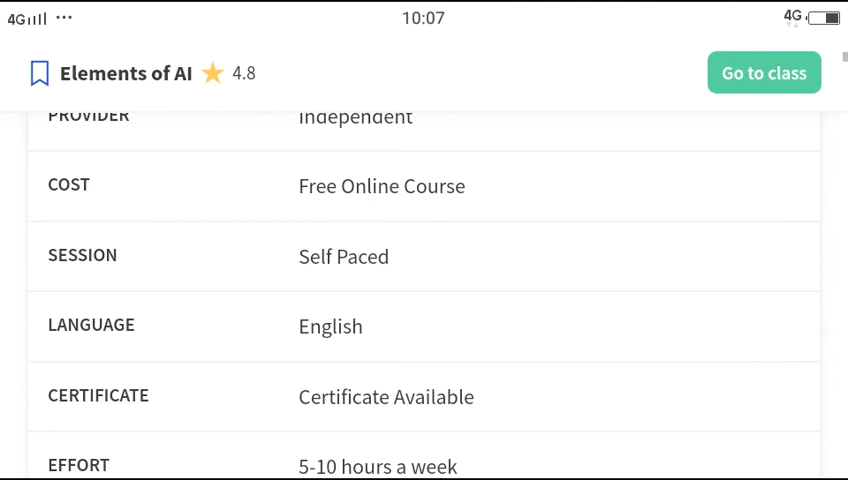 4G ... 10:07 4G
Elements of AI 4.8 Go to class
PROVIDER Independent
COST Free Online Course
SESSION Self Paced
LANGUAGE English
CERTIFICATE Certificate Available
EFFORT 5-10 hours a week